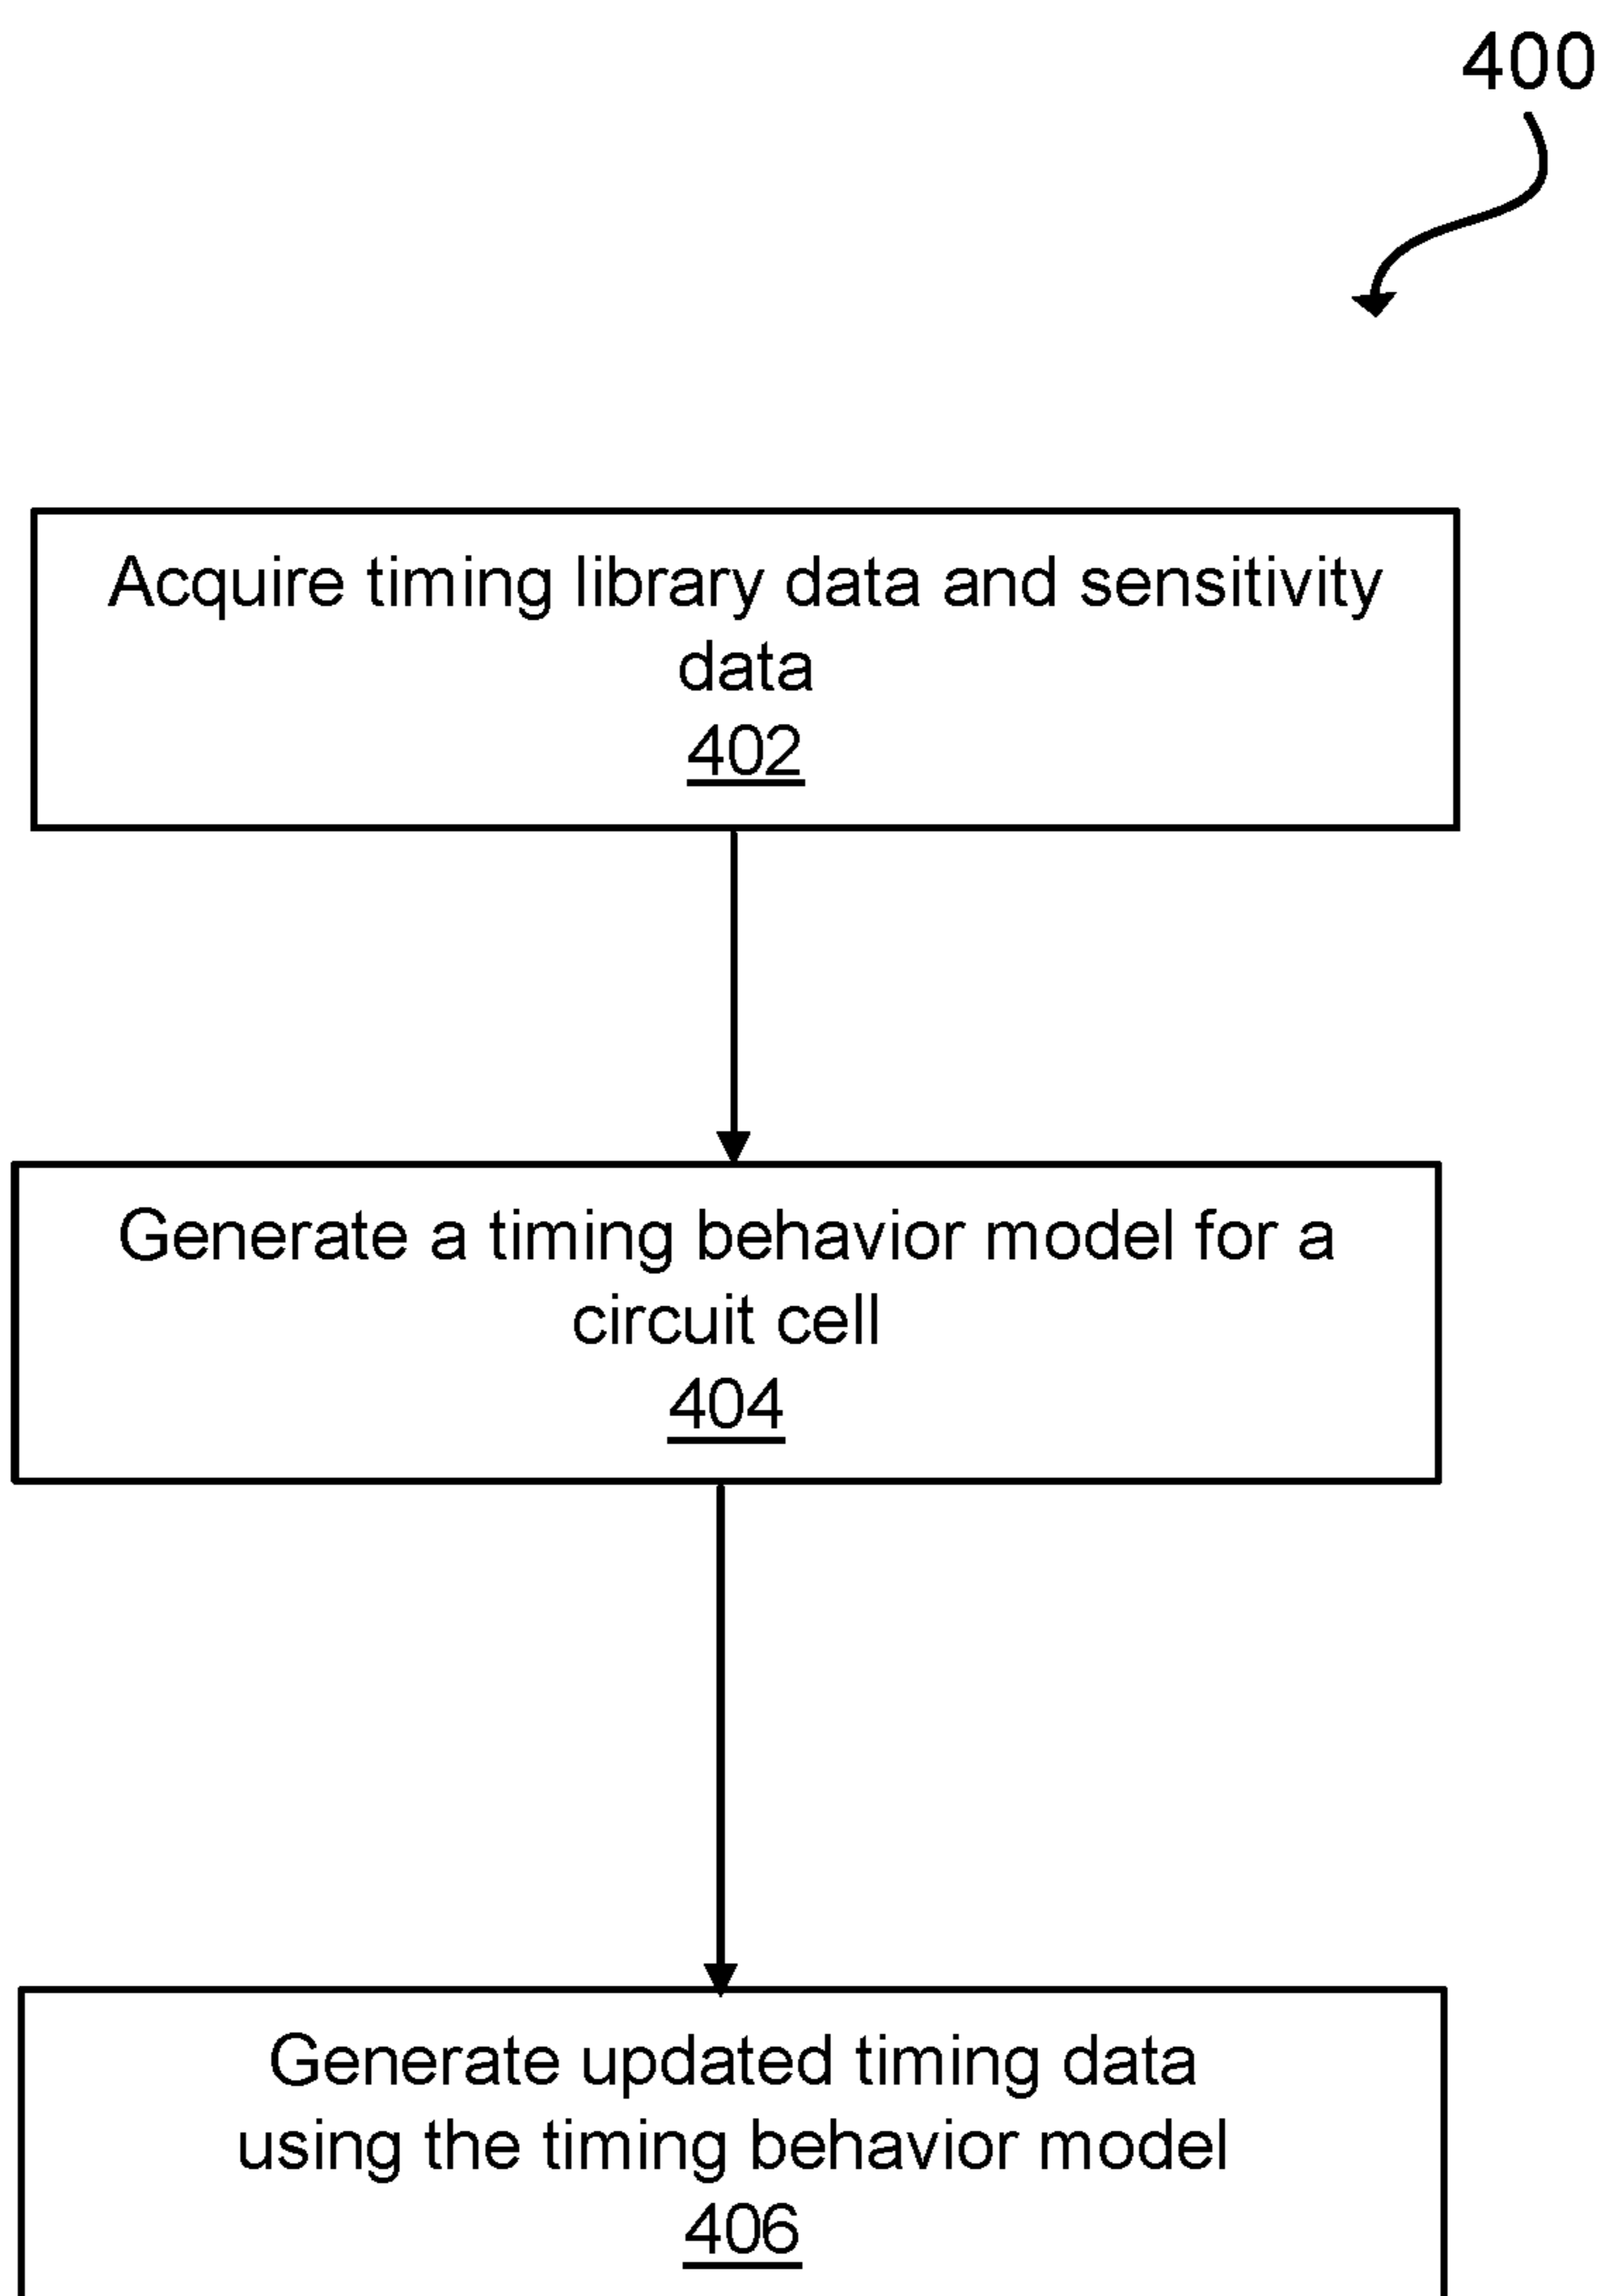 400
Acquire timing library data and sensitivity
data
402
Generate a timing behavior model for a
circuit cell
404
Generate updated timing data
using the timing behavior model
406